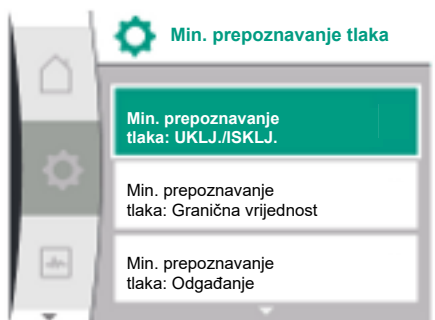 Min. prepoznavanje tlaka
Min. prepoznavanje
tlaka: UKLJ./ISKLJ.
Min. prepoznavanje
tlaka: Granična vrijednost
Min. prepoznavanje
tlaka: Odgađanje